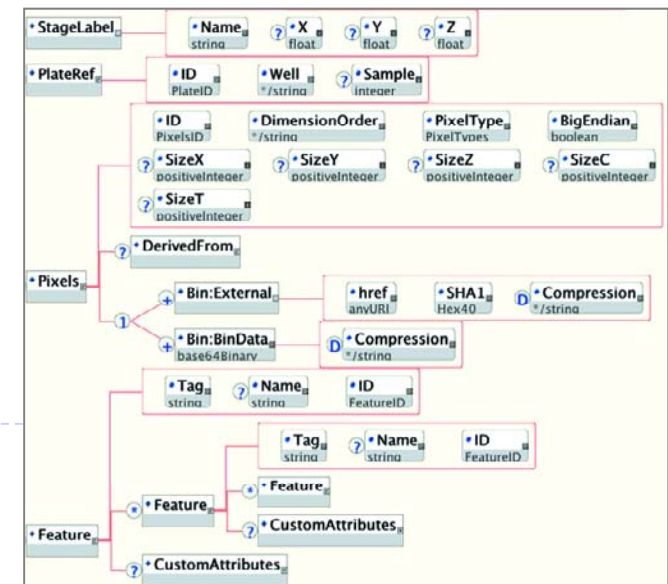 StageLabel
Name X Y Z
string ? float ? float ? float
PlateRef
ID Well Sample
PlateID */string ? integer
ID DimensionOrder PixelType BigEndian
PixelsID */string PixelTypes boolean
? SizeX ? SizeY ? SizeZ ? SizeC
positiveInteger positiveInteger positiveInteger positiveInteger
? SizeT
positiveInteger
? DerivedFrom
Pixels
1
+ Bin:External
href SHA1 D Compression
anyURI Hex40 */string
+ Bin:BinData
base64Binary
D Compression
*/string
Tag ? Name ID
string string FeatureID
Tag ? Name ID
string string FeatureID
* Feature
* Feature
? CustomAttributes
Feature
? CustomAttributes